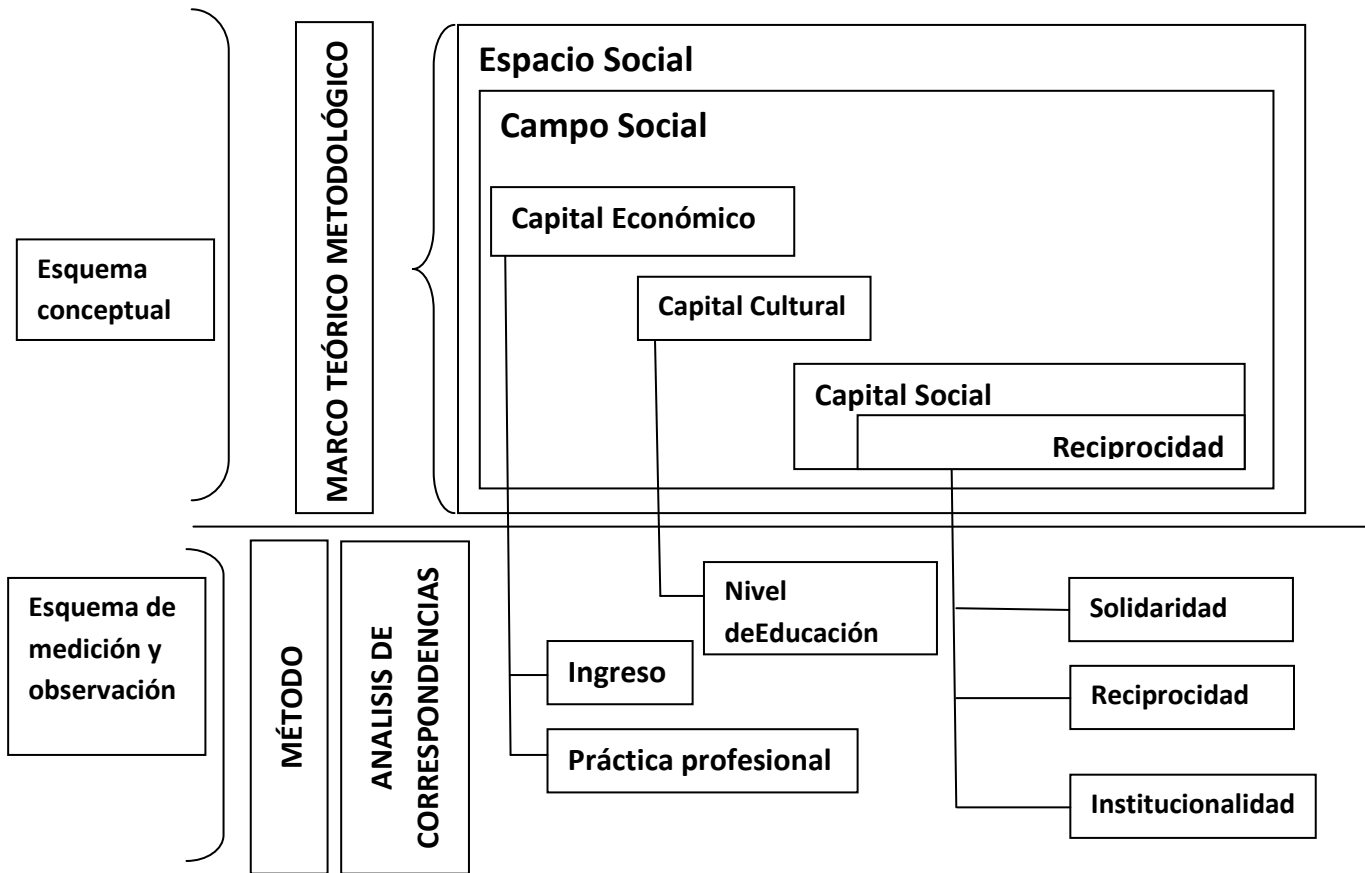 Esquema
conceptual
MARCO TEÓRICO METODOLÓGICO
Espacio Social
Campo Social
Capital Económico
Capital Cultural
Capital Social
Reciprocidad
Esquema de
medición y
observación
MÉTODO
ANALISIS DE
CORRESPONDENCIAS
Nivel
deEducación
Ingreso
Práctica profesional
Solidaridad
Reciprocidad
Institucionalidad